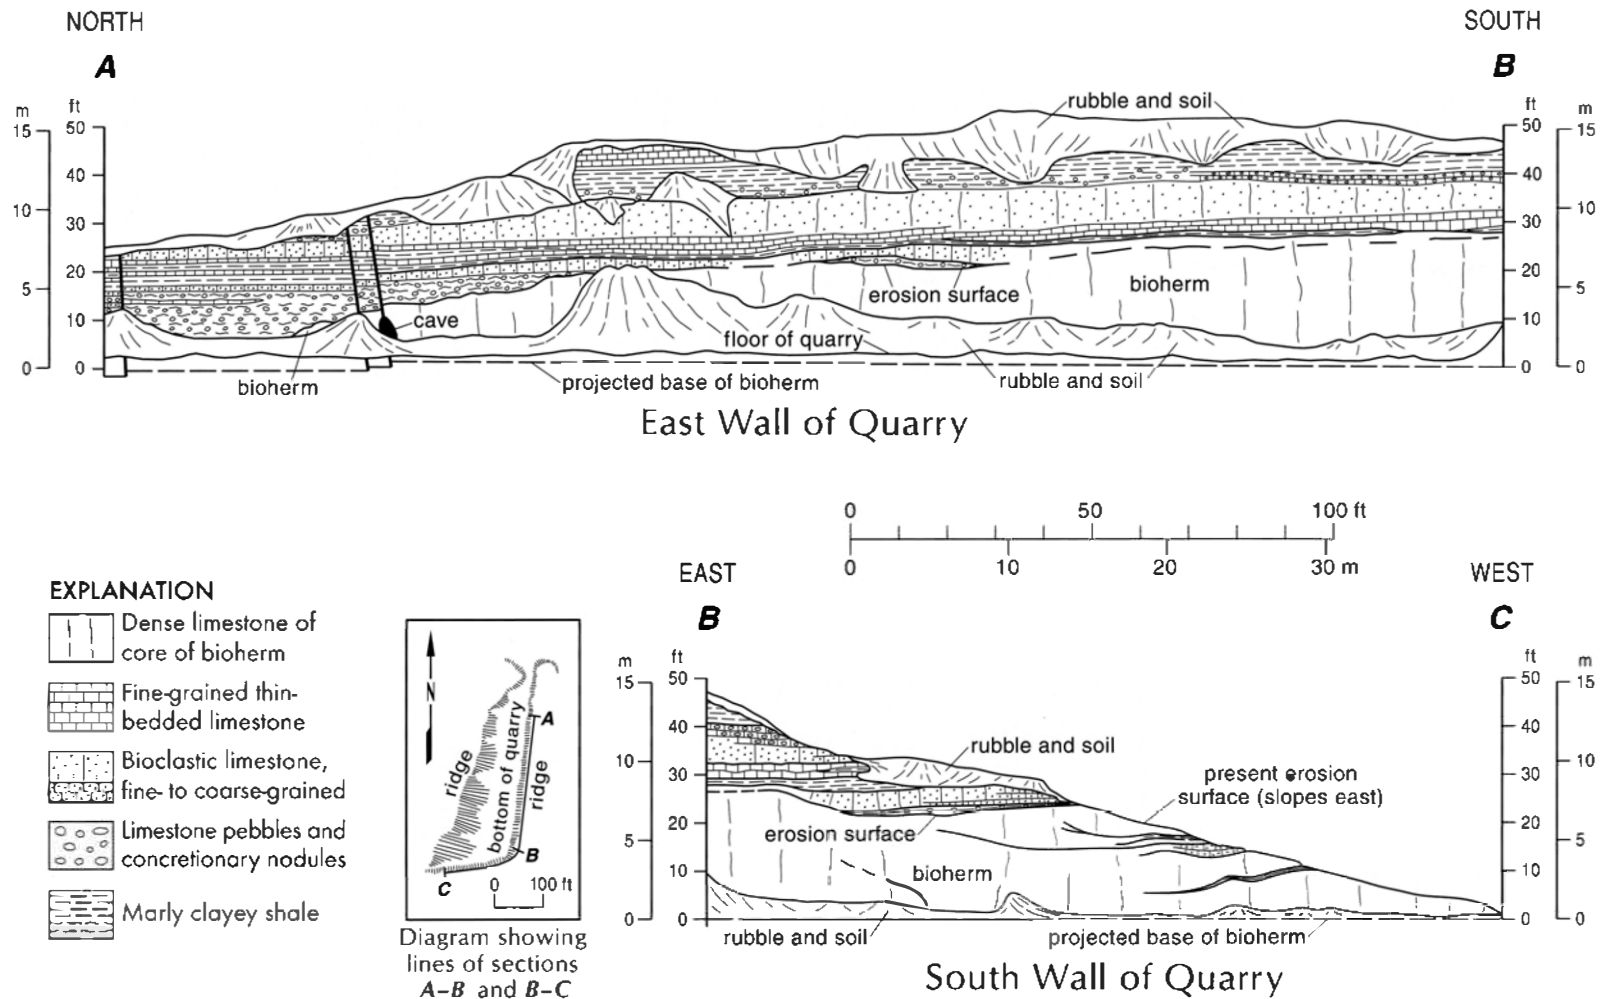 NORTH
SOUTH
A
B
m
ft
ft
m
rubble and soil
15
50
50
15
40
40
10
30
30
10
20
20
5
5
10
10
0
0
0
0
bioherm
erosion surface
cave
floor of quarry
bioherm
projected base of bioherm
rubble and soil
East Wall of Quarry
0 50 100 ft
0 10 20 30 m
EAST
WEST
B
C
EXPLANATION
Dense limestone of
core of bioherm
Fine-grained thin-
bedded limestone
Bioclastic limestone,
fine- to coarse-grained
Limestone pebbles and
concretionary nodules
Marly clayey shale
N
A
ridge
bottom of quarry
ridge
B
C
0 100 ft
Diagram showing
lines of sections
A–B and B–C
m
ft
ft
m
15
50
50
15
40
40
10
30
30
10
20
20
5
5
10
10
0
0
0
0
rubble and soil
present erosion
surface (slopes east)
erosion surface
bioherm
rubble and soil
projected base of bioherm
South Wall of Quarry